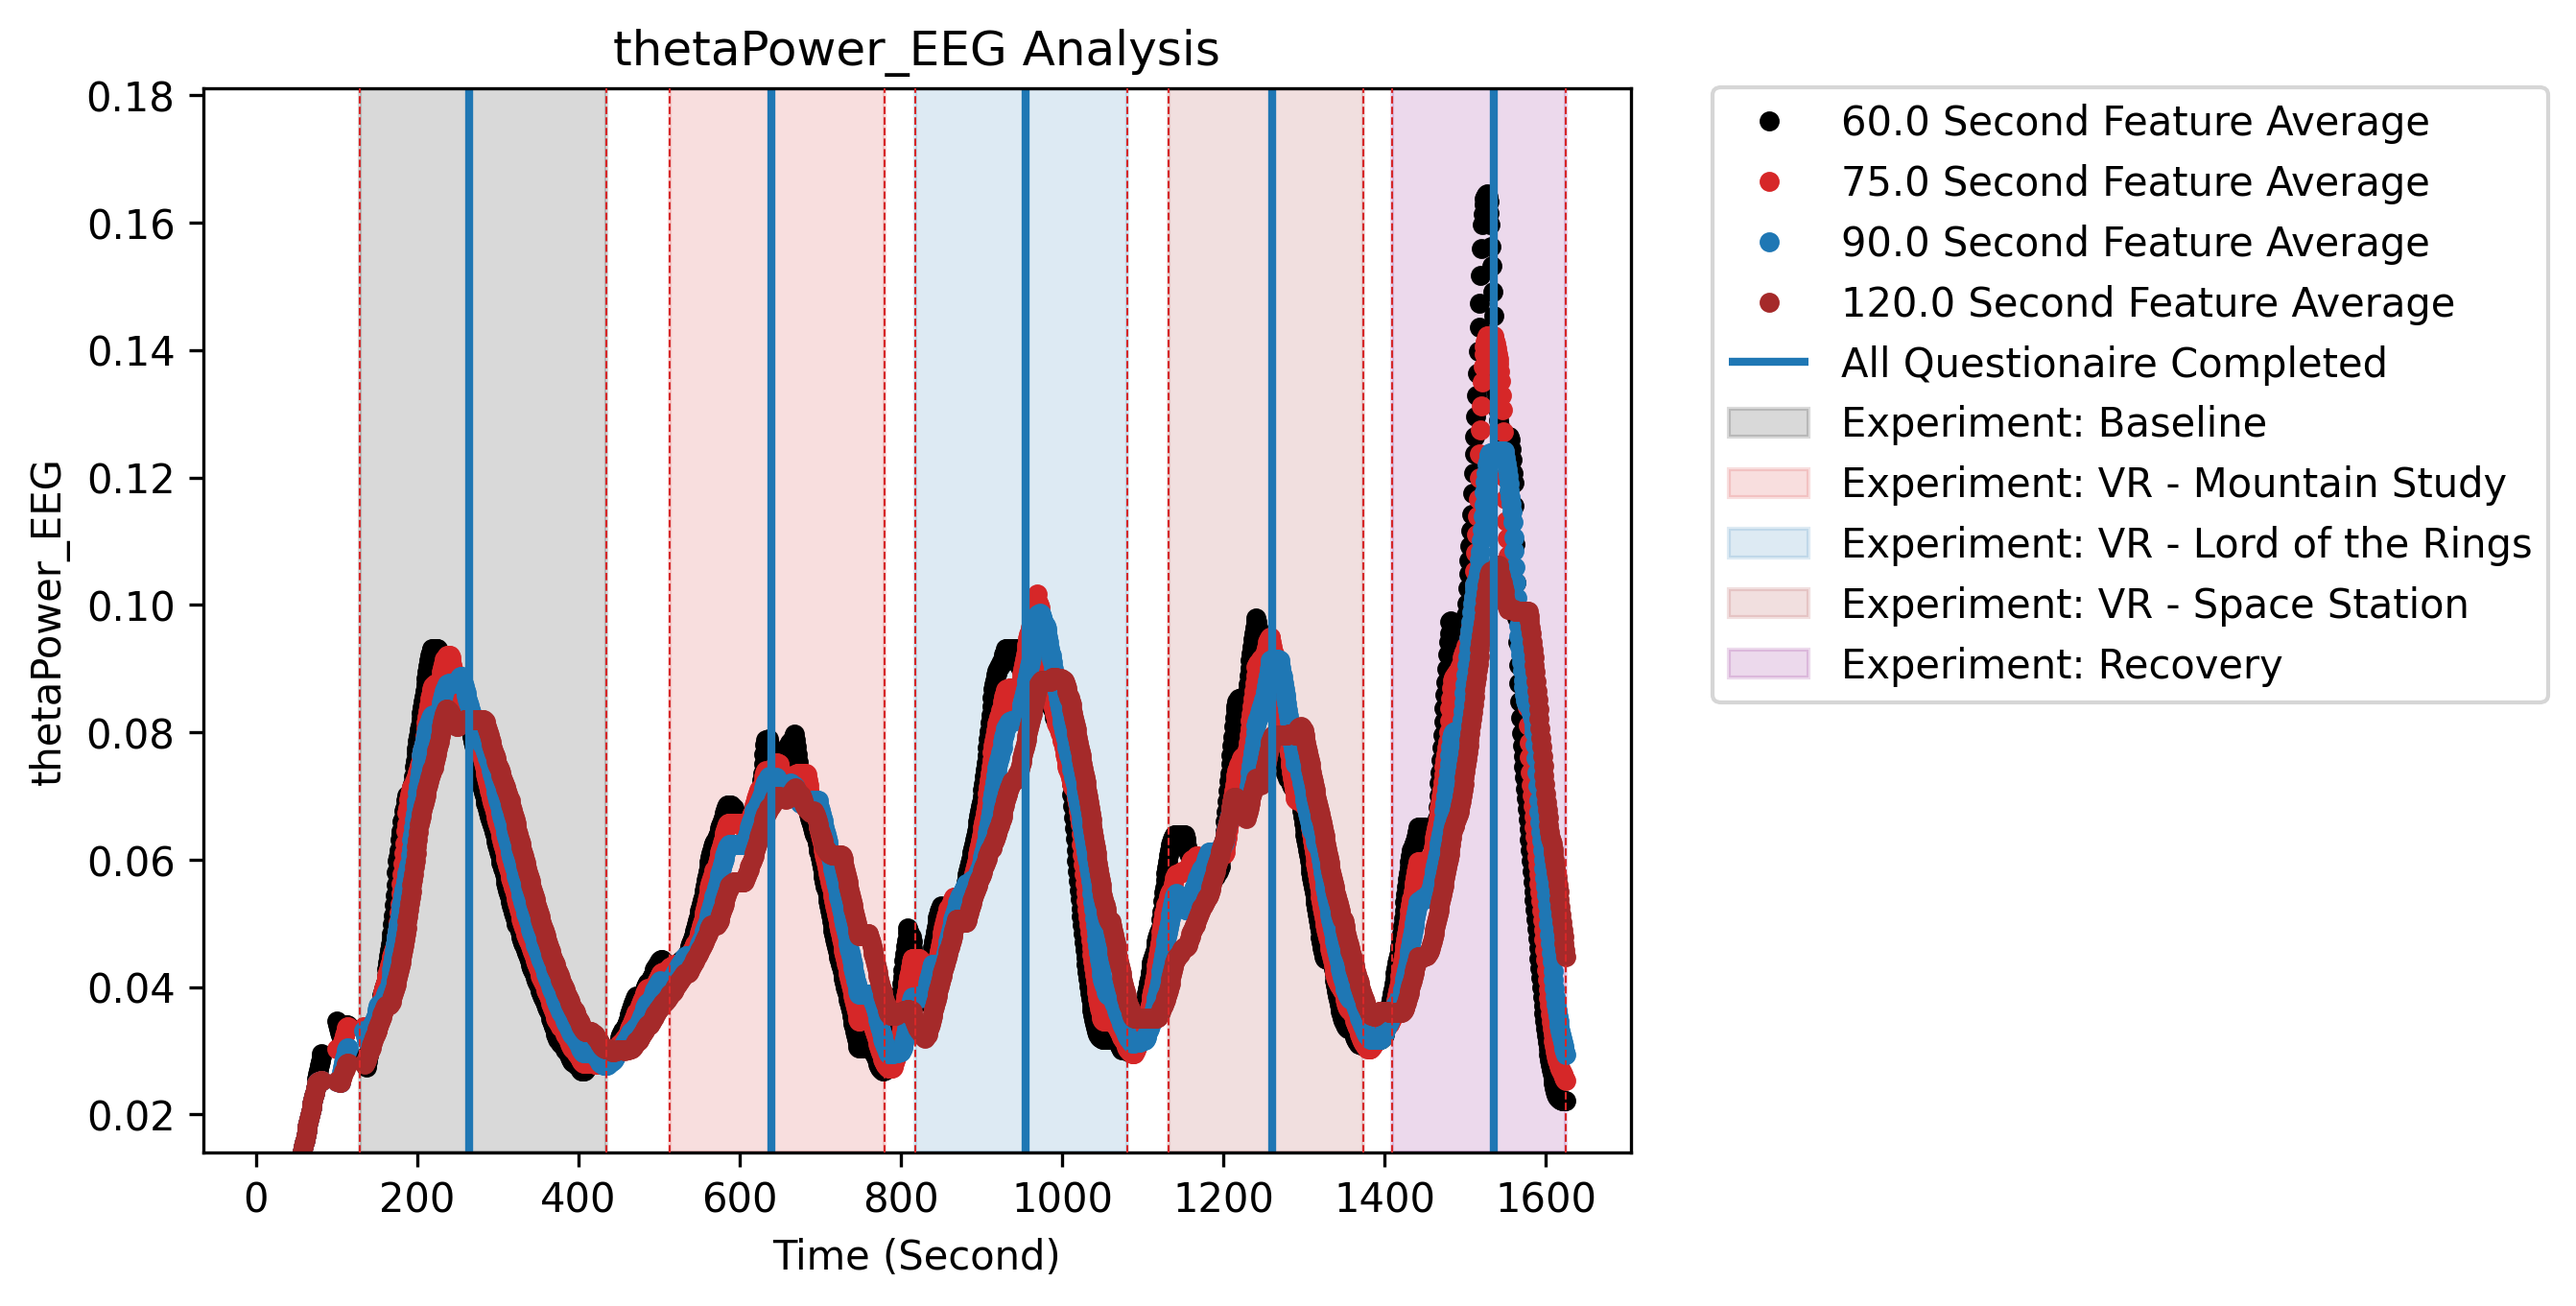 thetaPower_EEG Analysis
thetaPower_EEG
0.18
0.16
0.14
0.12
0.10
0.08
0.06
0.04
0.02
0 200 400 600 800 1000 1200 1400 1600
Time (Second)
60.0 Second Feature Average
75.0 Second Feature Average
90.0 Second Feature Average
120.0 Second Feature Average
All Questionaire Completed
Experiment: Baseline
Experiment: VR - Mountain Study
Experiment: VR - Lord of the Rings
Experiment: VR - Space Station
Experiment: Recovery